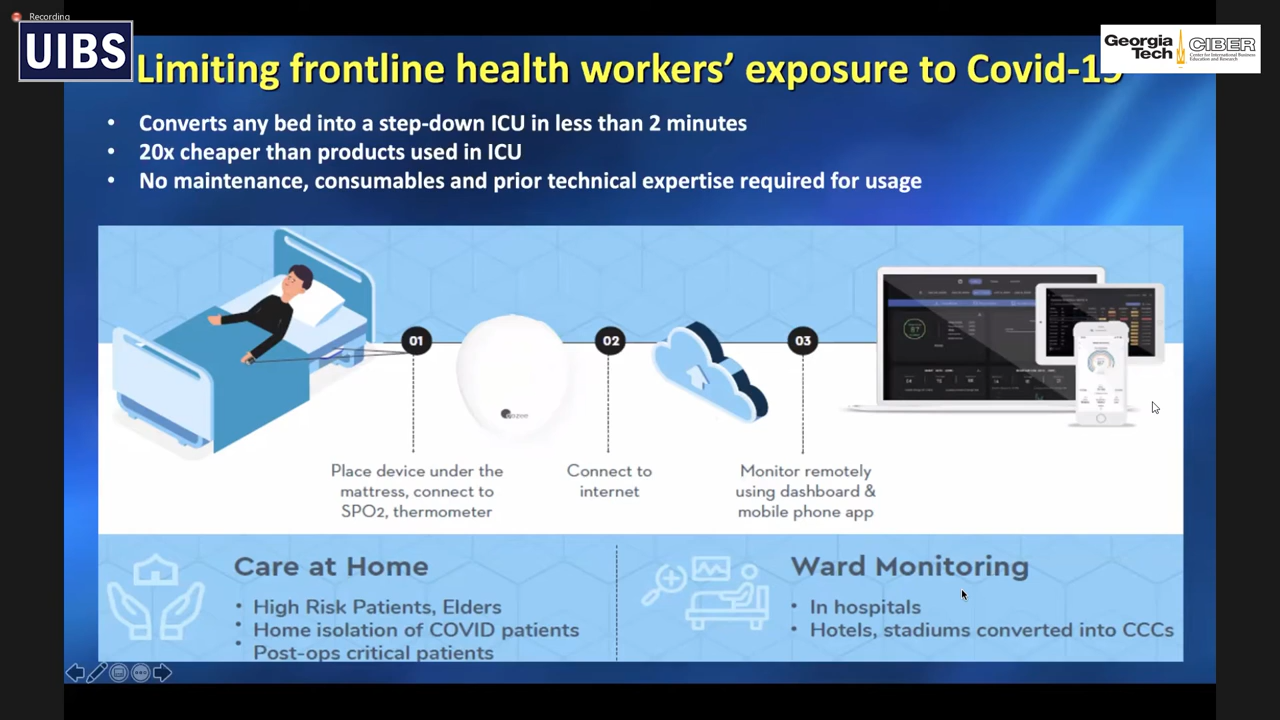 Recording
UIBS
Georgia Tech
CIBER
Center for International Business
Education and Research
Limiting frontline health workers' exposure to Covid-19
• Converts any bed into a step-down ICU in less than 2 minutes
• 20x cheaper than products used in ICU
• No maintenance, consumables and prior technical expertise required for usage
01
02
03
Place device under the
mattress, connect to
SPO2, thermometer
Connect to
internet
Monitor remotely
using dashboard &
mobile phone app
Care at Home
• High Risk Patients, Elders
• Home isolation of COVID patients
• Post-ops critical patients
Ward Monitoring
• In hospitals
• Hotels, stadiums converted into CCCs